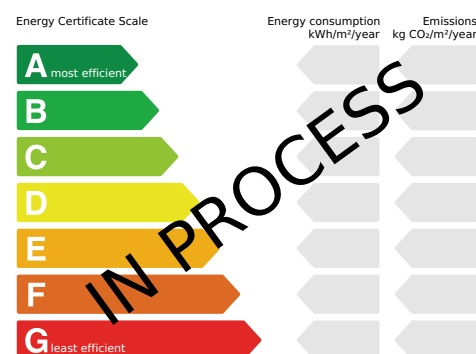 Energy Certificate Scale
Energy consumption
kWh/m²/year
Emissions
kg CO₂/m²/year
A most efficient
B
C
D
E
F
G least efficient
IN PROCESS